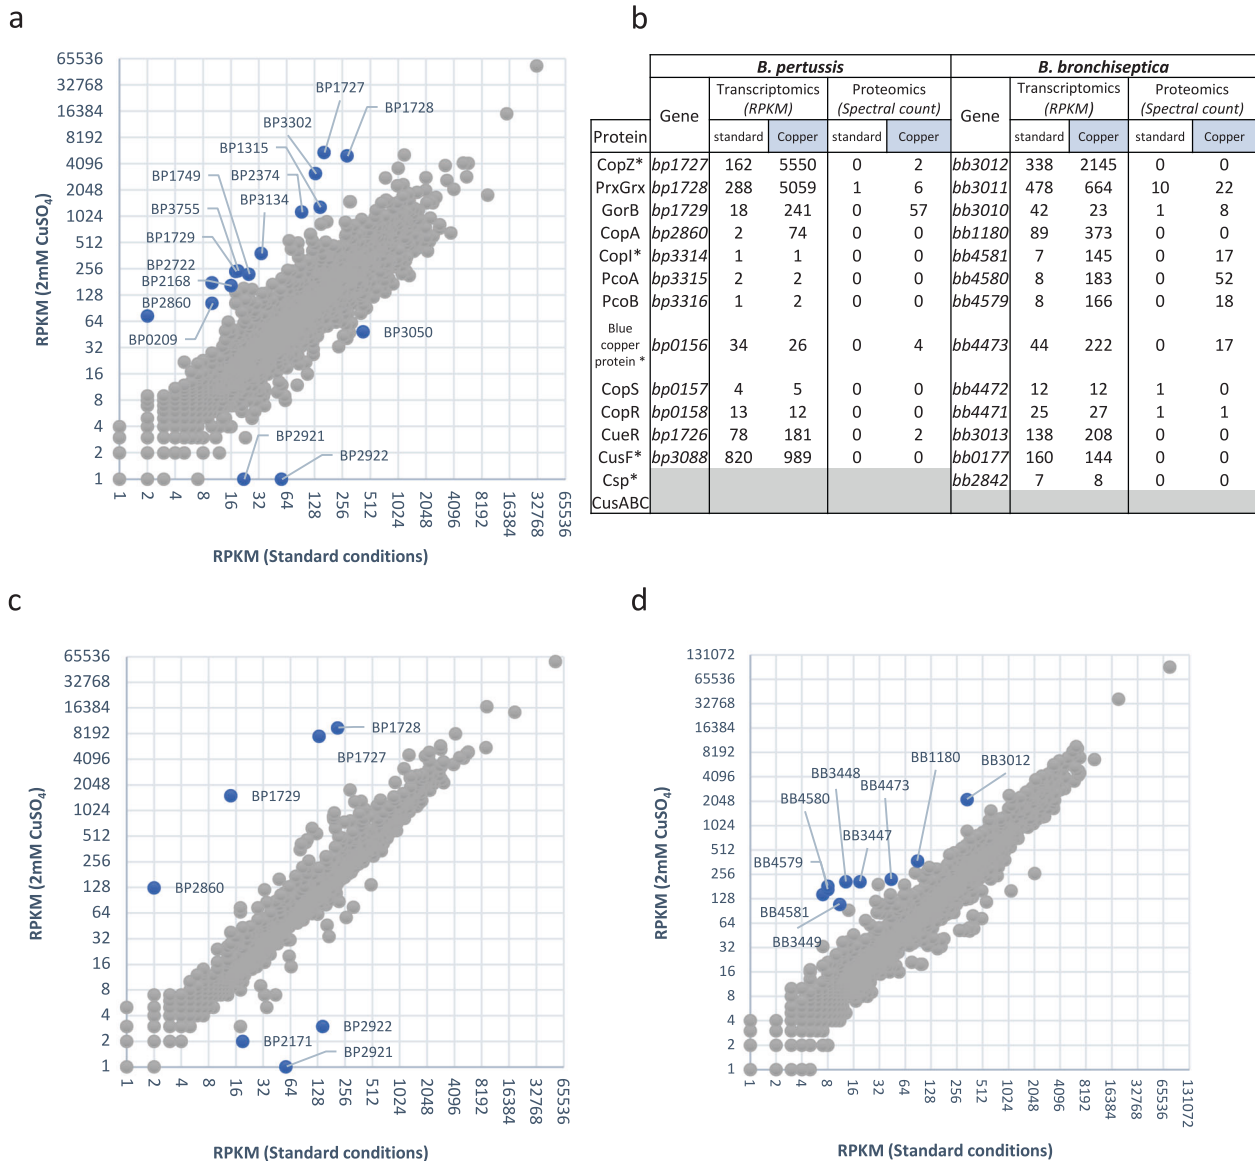 a
65536
32768
16384
8192
4096
2048
1024
512
256
128
64
32
16
8
4
2
1
RPKM (2mM CuSO4)
BP1727
BP1728
BP3302
BP1315
BP1749
BP2374
BP3755
BP3134
BP1729
BP2722
BP2168
BP2860
BP0209
BP3050
BP2921
BP2922
1 2 4 8 16 32 64 128 256 512 1024 2048 4096 8192 16384 32768 65536
RPKM (Standard conditions)
b
B. pertussis B. bronchiseptica
Gene Transcriptomics (RPKM) Proteomics (Spectral count) Gene Transcriptomics (RPKM) Proteomics (Spectral count)
Protein standard Copper standard Copper standard Copper standard Copper
CopZ* bp1727 162 5550 0 2 bb3012 338 2145 0 0
PrxGrx bp1728 288 5059 1 6 bb3011 478 664 10 22
GorB bp1729 18 241 0 57 bb3010 42 23 1 8
CopA bp2860 2 74 0 0 bb1180 89 373 0 0
CopI* bp3314 1 1 0 0 bb4581 7 145 0 17
PcoA bp3315 2 2 0 0 bb4580 8 183 0 52
PcoB bp3316 1 2 0 0 bb4579 8 166 0 18
Blue copper protein * bp0156 34 26 0 4 bb4473 44 222 0 17
CopS bp0157 4 5 0 0 bb4472 12 12 1 0
CopR bp0158 13 12 0 0 bb4471 25 27 1 1
CueR bp1726 78 181 0 2 bb3013 138 208 0 0
CusF* bp3088 820 989 0 0 bb0177 160 144 0 0
Csp* bb2842 7 8 0 0
CusABC
c
65536
32768
16384
8192
4096
2048
1024
512
256
128
64
32
16
8
4
2
1
RPKM (2mM CuSO4)
BP1728
BP1727
BP1729
BP2860
BP2922
BP2171
BP2921
1 2 4 8 16 32 64 128 256 512 1024 2048 4096 8192 16384 32768 65536
RPKM (Standard conditions)
d
131072
65536
32768
16384
8192
4096
2048
1024
512
256
128
64
32
16
8
4
2
1
RPKM (2mM CuSO4)
BB1180
BB3012
BB3448
BB4473
BB4580
BB3447
BB4579
BB4581
BB3449
1 2 4 8 16 32 64 128 256 512 1024 2048 4096 8192 16384 32768 65536 131072
RPKM (Standard conditions)